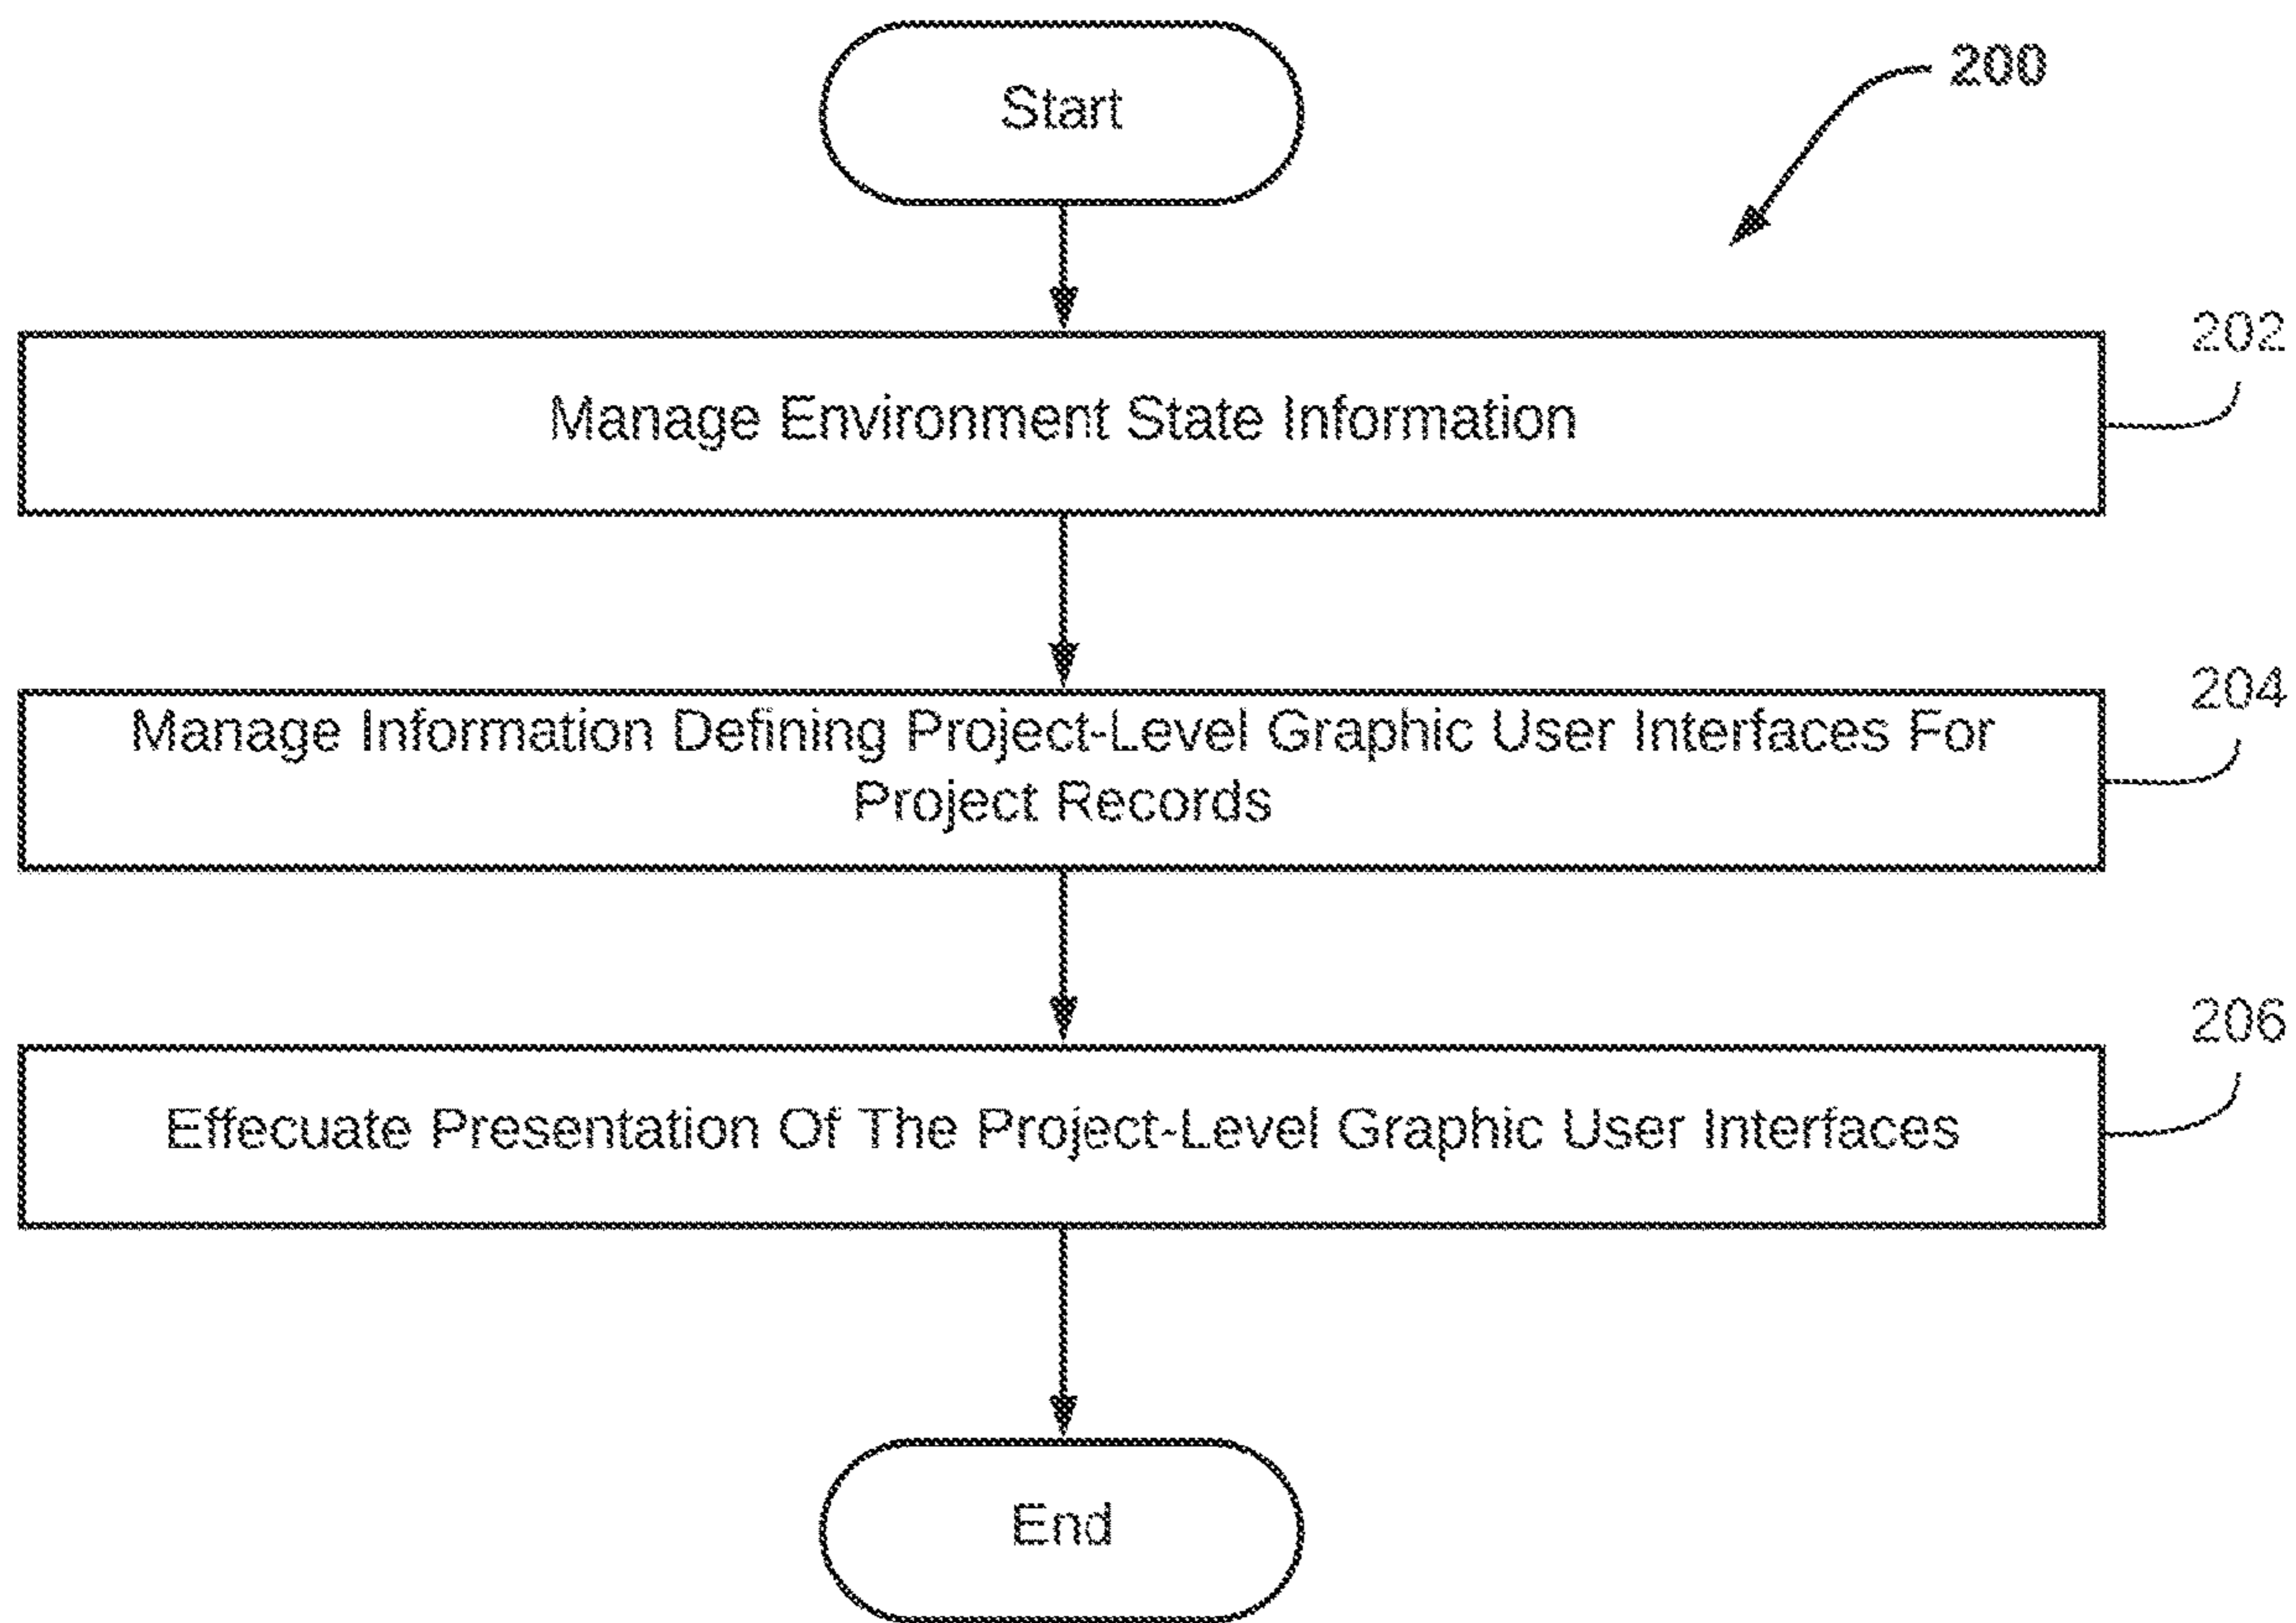 Start
200
202
Manage Environment State Information
204
Manage Information Defining Project-Level Graphic User Interfaces For
Project Records
206
Effecuate Presentation Of The Project-Level Graphic User Interfaces
End